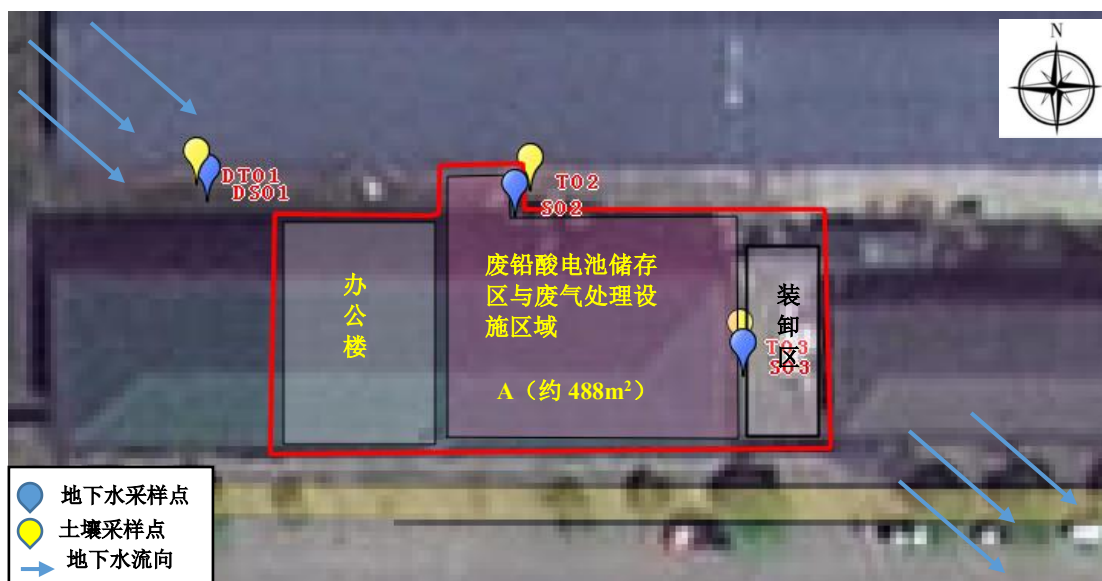 N
DT01
DS01
T02
S02
办
公
楼
废铅酸电池储存
区与废气处理设
施区域
A（约 488m²）
装
卸
区
T03
S03
地下水采样点
土壤采样点
地下水流向